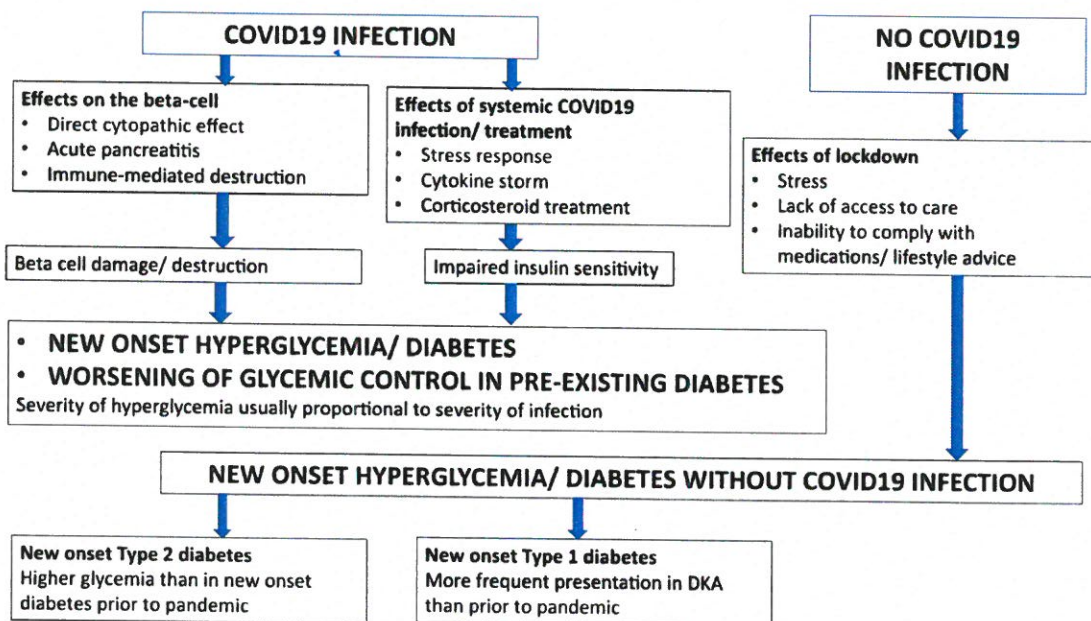 COVID19 INFECTION
NO COVID19
INFECTION
Effects on the beta-cell
• Direct cytopathic effect
• Acute pancreatitis
• Immune-mediated destruction
Effects of systemic COVID19
infection/ treatment
• Stress response
• Cytokine storm
• Corticosteroid treatment
Effects of lockdown
• Stress
• Lack of access to care
• Inability to comply with
medications/ lifestyle advice
Beta cell damage/ destruction
Impaired insulin sensitivity
• NEW ONSET HYPERGLYCEMIA/ DIABETES
• WORSENING OF GLYCEMIC CONTROL IN PRE-EXISTING DIABETES
Severity of hyperglycemia usually proportional to severity of infection
NEW ONSET HYPERGLYCEMIA/ DIABETES WITHOUT COVID19 INFECTION
New onset Type 2 diabetes
Higher glycemia than in new onset
diabetes prior to pandemic
New onset Type 1 diabetes
More frequent presentation in DKA
than prior to pandemic